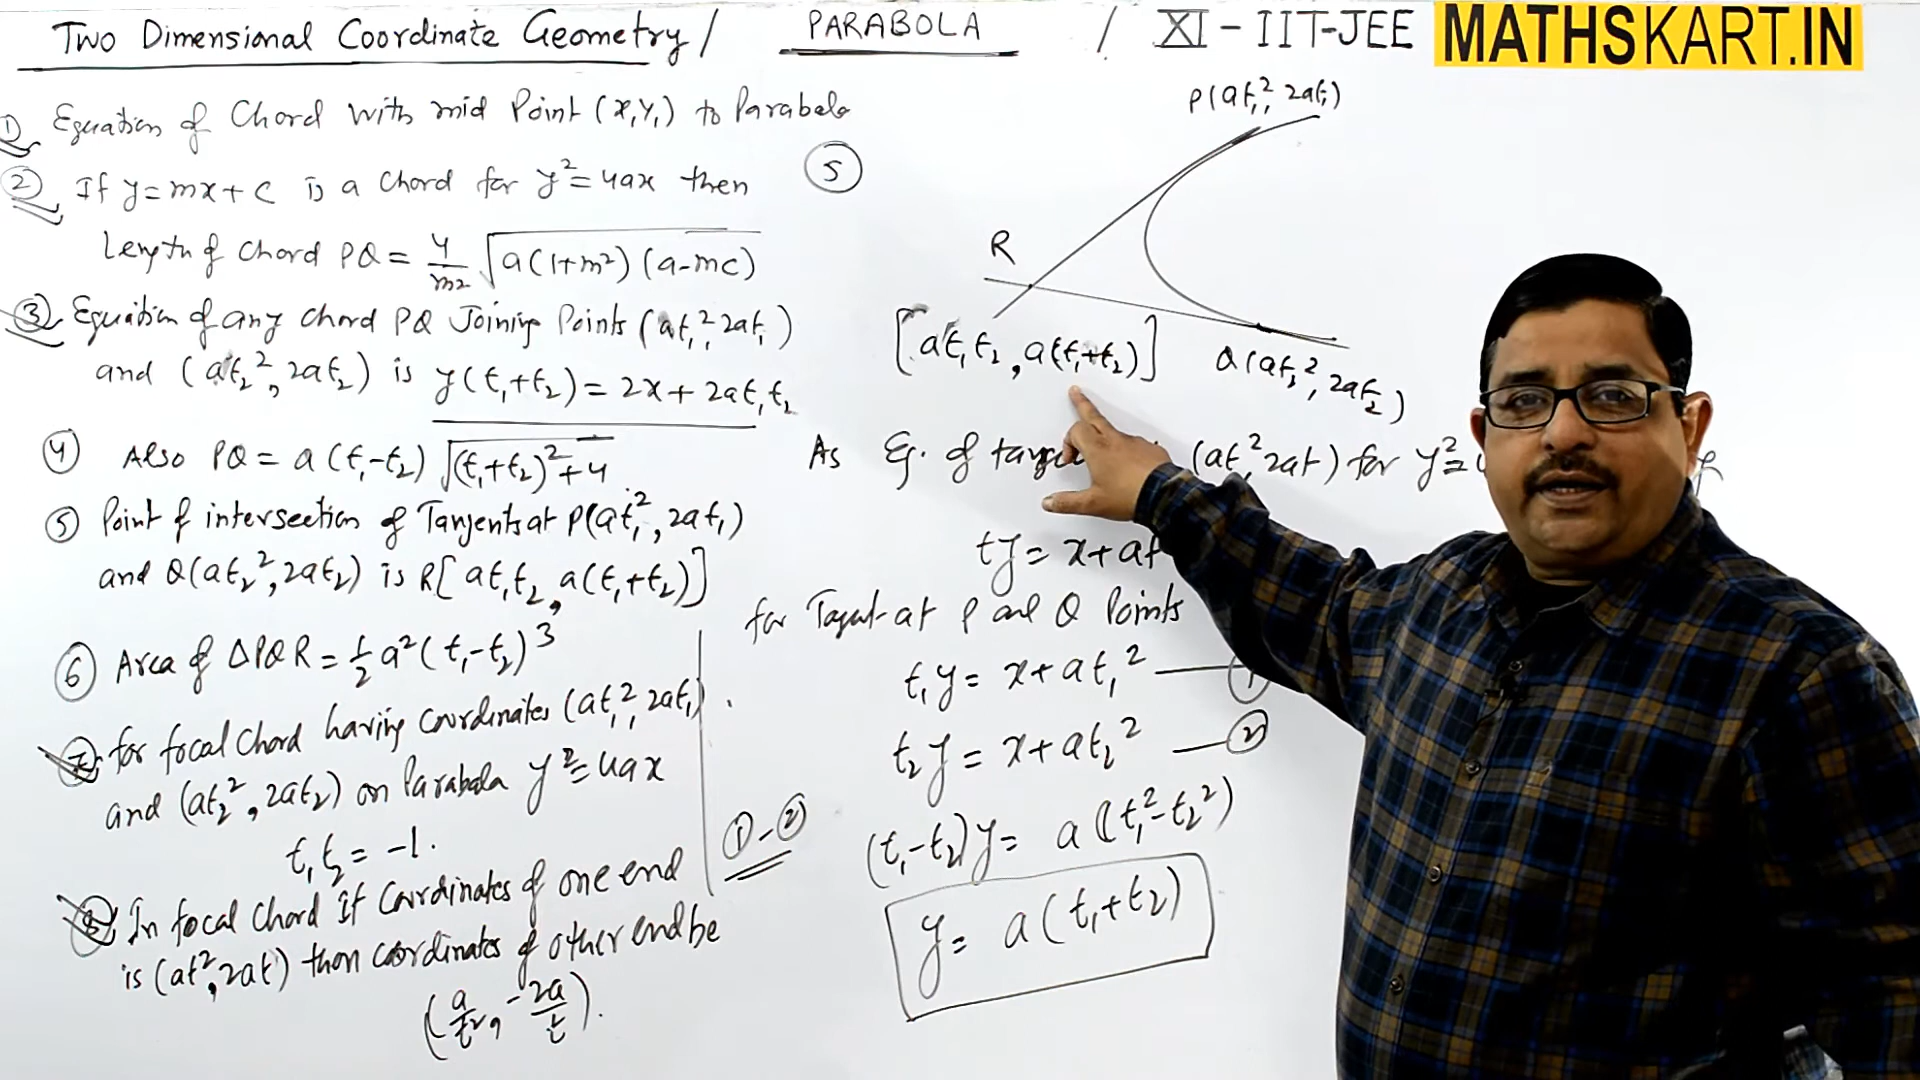 Two Dimensional Coordinate Geometry / PARABOLA / XI - IIT-JEE MATHSKART.IN
① Equation of Chord with mid Point (x₁y₁) to Parabola
② If y=mx+c is a chord for y²=4ax then
Length of chord PQ = 4/m² √a(1+m²)(a-mc)
③ Equation of any chord PQ Joining Points (at₁², 2at₁)
and (at₂², 2at₂) is y(t₁+t₂) = 2x+2at₁t₂
④ Also PQ = a(t₁-t₂) √(t₁+t₂)²+4
⑤ Point of intersection of Tangents at P(at₁², 2at₁)
and Q(at₂², 2at₂) is R[at₁t₂, a(t₁+t₂)]
⑥ Area of ΔPQR = ½a²(t₁-t₂)³
⑦ for focal chord having coordinates (at₁², 2at₁).
and (at₂², 2at₂) on Parabola y²=4ax
t₁t₂ = -1.
⑧ In focal chord If Coordinates of one end
is (at², 2at) then coordinates of other end be
(a/t², -2a/t).
⑤
P(at₁², 2at₁)
R
[at₁t₂, a(t₁+t₂)]
Q(at₂², 2at₂)
As Eq. of (at², 2at) for y²=
ty = x+at
for Tangent at P and Q Points
t₁y = x+at₁² — ①
t₂y = x+at₂² — ②
①-②
(t₁-t₂)y = a(t₁²-t₂²)
y = a(t₁+t₂)